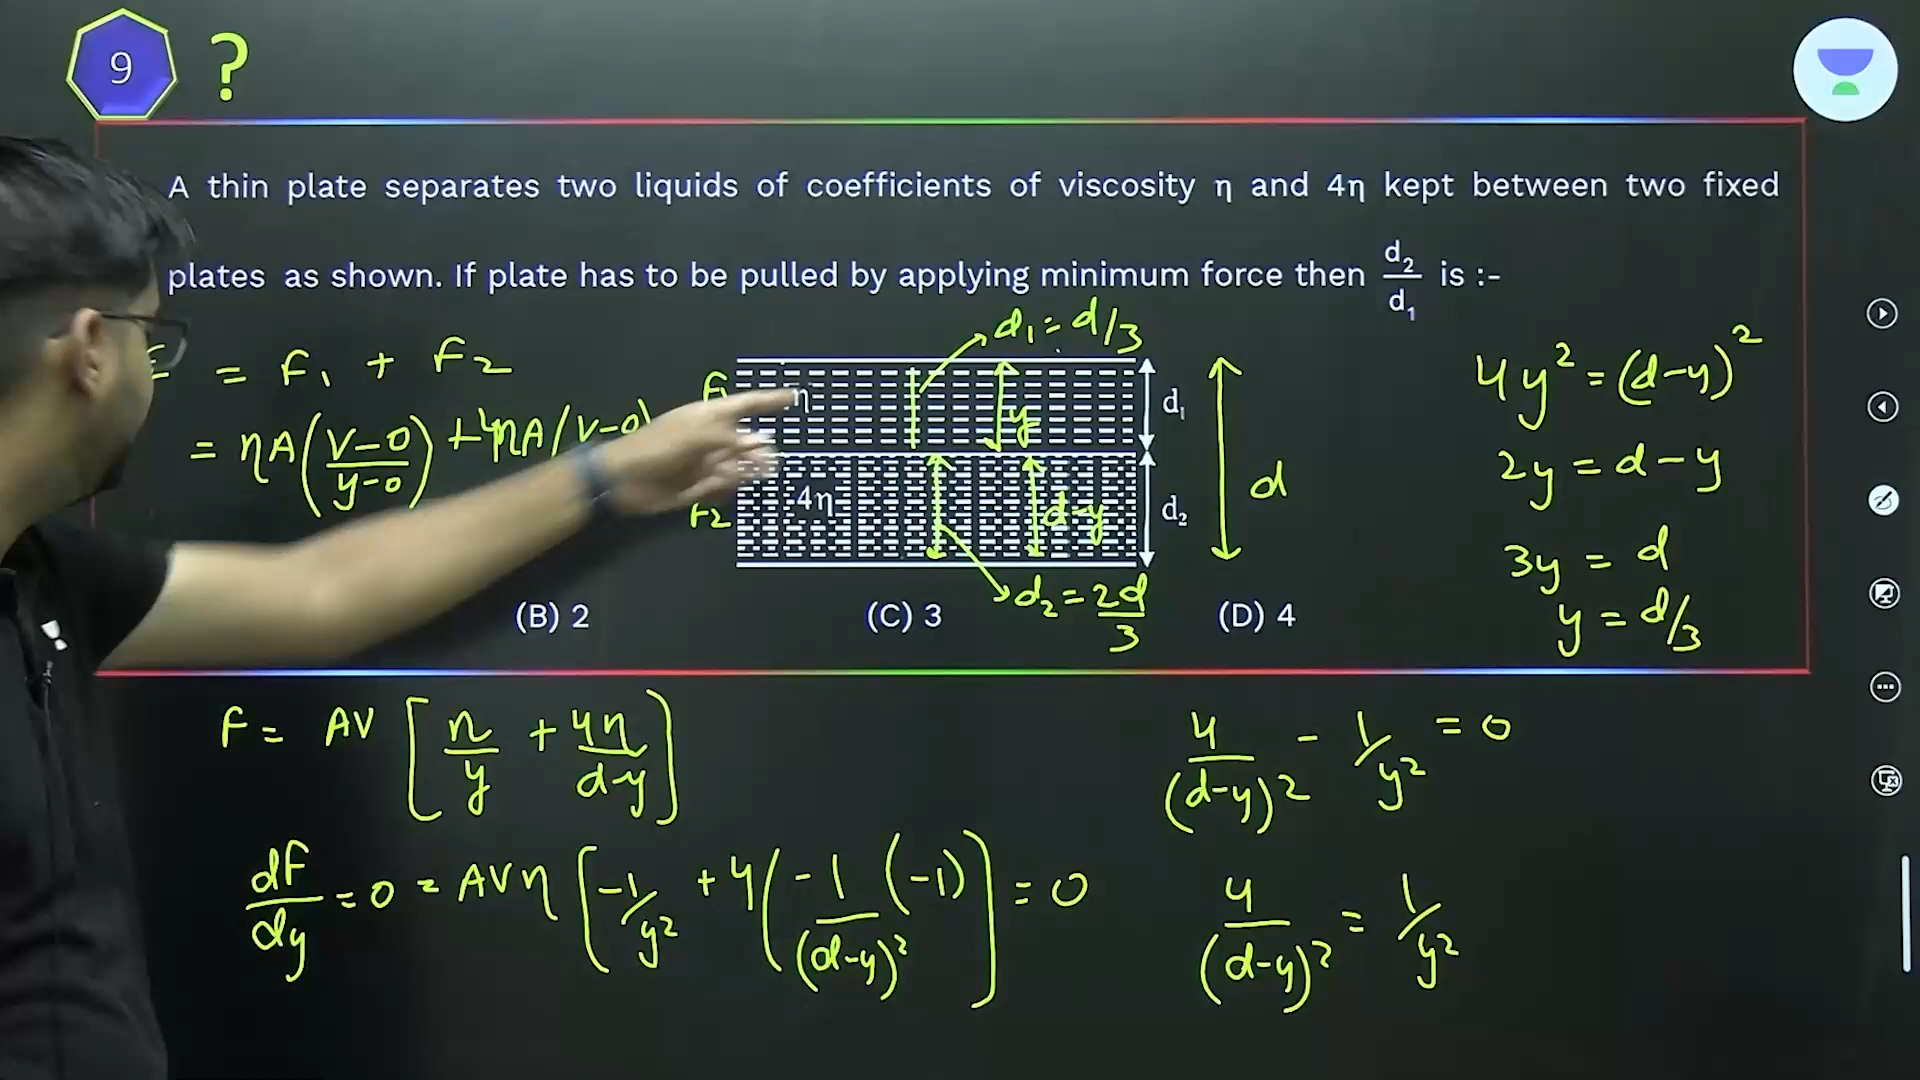 9 ?
A thin plate separates two liquids of coefficients of viscosity η and 4η kept between two fixed
plates as shown. If plate has to be pulled by applying minimum force then d₂/d₁ is :-
= F₁ + F₂
= ηA((V-0)/(y-0)) + 4ηA/(V-0)
d₁ = d/3
η
y
d₁
4η
F₂
d-y
d₂
d
d₂ = 2d/3
(B) 2
(C) 3
(D) 4
4y² = (d-y)²
2y = d-y
3y = d
y = d/3
F = AV [η/y + 4η/(d-y)]
dF/dy = 0 = AVη [-1/y² + 4(-1/(d-y)² (-1)] = 0
4/(d-y)² - 1/y² = 0
4/(d-y)² = 1/y²